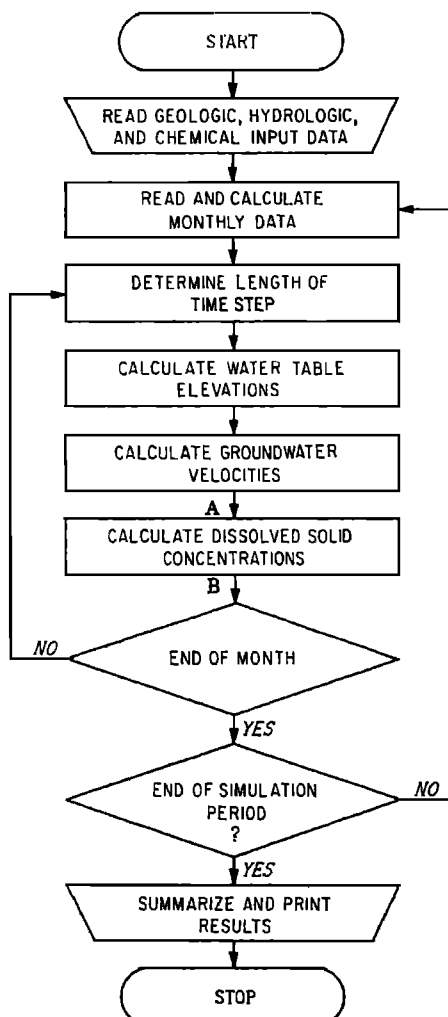 START
READ GEOLOGIC, HYDROLOGIC,
AND CHEMICAL INPUT DATA
READ AND CALCULATE
MONTHLY DATA
DETERMINE LENGTH OF
TIME STEP
CALCULATE WATER TABLE
ELEVATIONS
CALCULATE GROUNDWATER
VELOCITIES
A
CALCULATE DISSOLVED SOLID
CONCENTRATIONS
B
NO
END OF MONTH
YES
END OF SIMULATION
PERIOD
?
NO
YES
SUMMARIZE AND PRINT
RESULTS
STOP